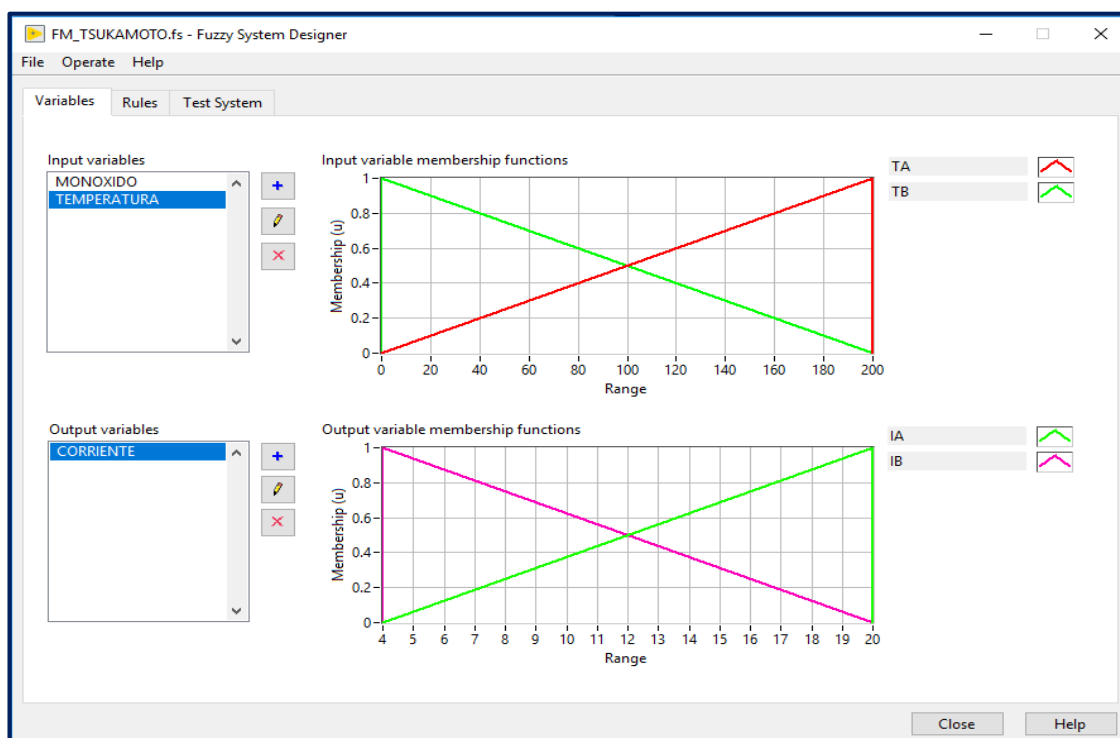 FM_TSUKAMOTO.fs - Fuzzy System Designer
File Operate Help
Variables Rules Test System
Input variables
MONOXIDO
TEMPERATURA
Input variable membership functions
Membership (u)
1
0.8
0.6
0.4
0.2
0
0 20 40 60 80 100 120 140 160 180 200
Range
TA
TB
Output variables
CORRIENTE
Output variable membership functions
Membership (u)
1
0.8
0.6
0.4
0.2
0
4 5 6 7 8 9 10 11 12 13 14 15 16 17 18 19 20
Range
IA
IB
Close Help